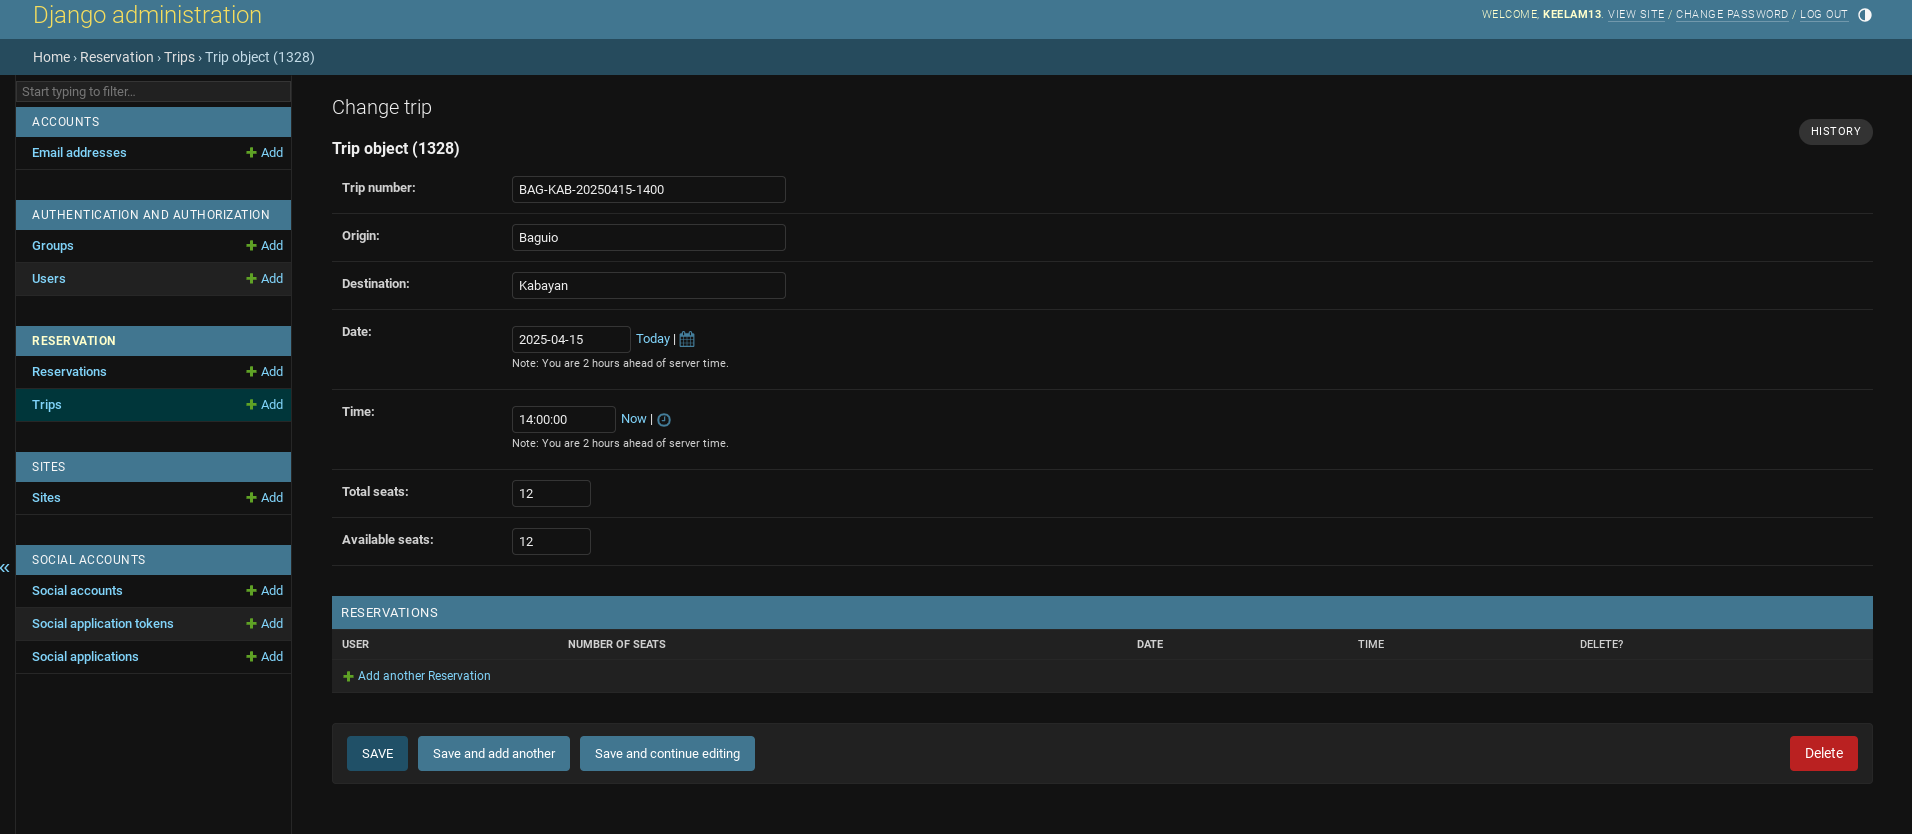 Django administration
WELCOME, KEELAM13. VIEW SITE / CHANGE PASSWORD / LOG OUT
Home › Reservation › Trips › Trip object (1328)
Start typing to filter...
ACCOUNTS
Email addresses Add
AUTHENTICATION AND AUTHORIZATION
Groups Add
Users Add
RESERVATION
Reservations Add
Trips Add
SITES
Sites Add
SOCIAL ACCOUNTS
Social accounts Add
Social application tokens Add
Social applications Add
«
Change trip
HISTORY
Trip object (1328)
Trip number: BAG-KAB-20250415-1400
Origin: Baguio
Destination: Kabayan
Date: 2025-04-15 Today |
Note: You are 2 hours ahead of server time.
Time: 14:00:00 Now |
Note: You are 2 hours ahead of server time.
Total seats: 12
Available seats: 12
RESERVATIONS
USER NUMBER OF SEATS DATE TIME DELETE?
Add another Reservation
SAVE Save and add another Save and continue editing Delete